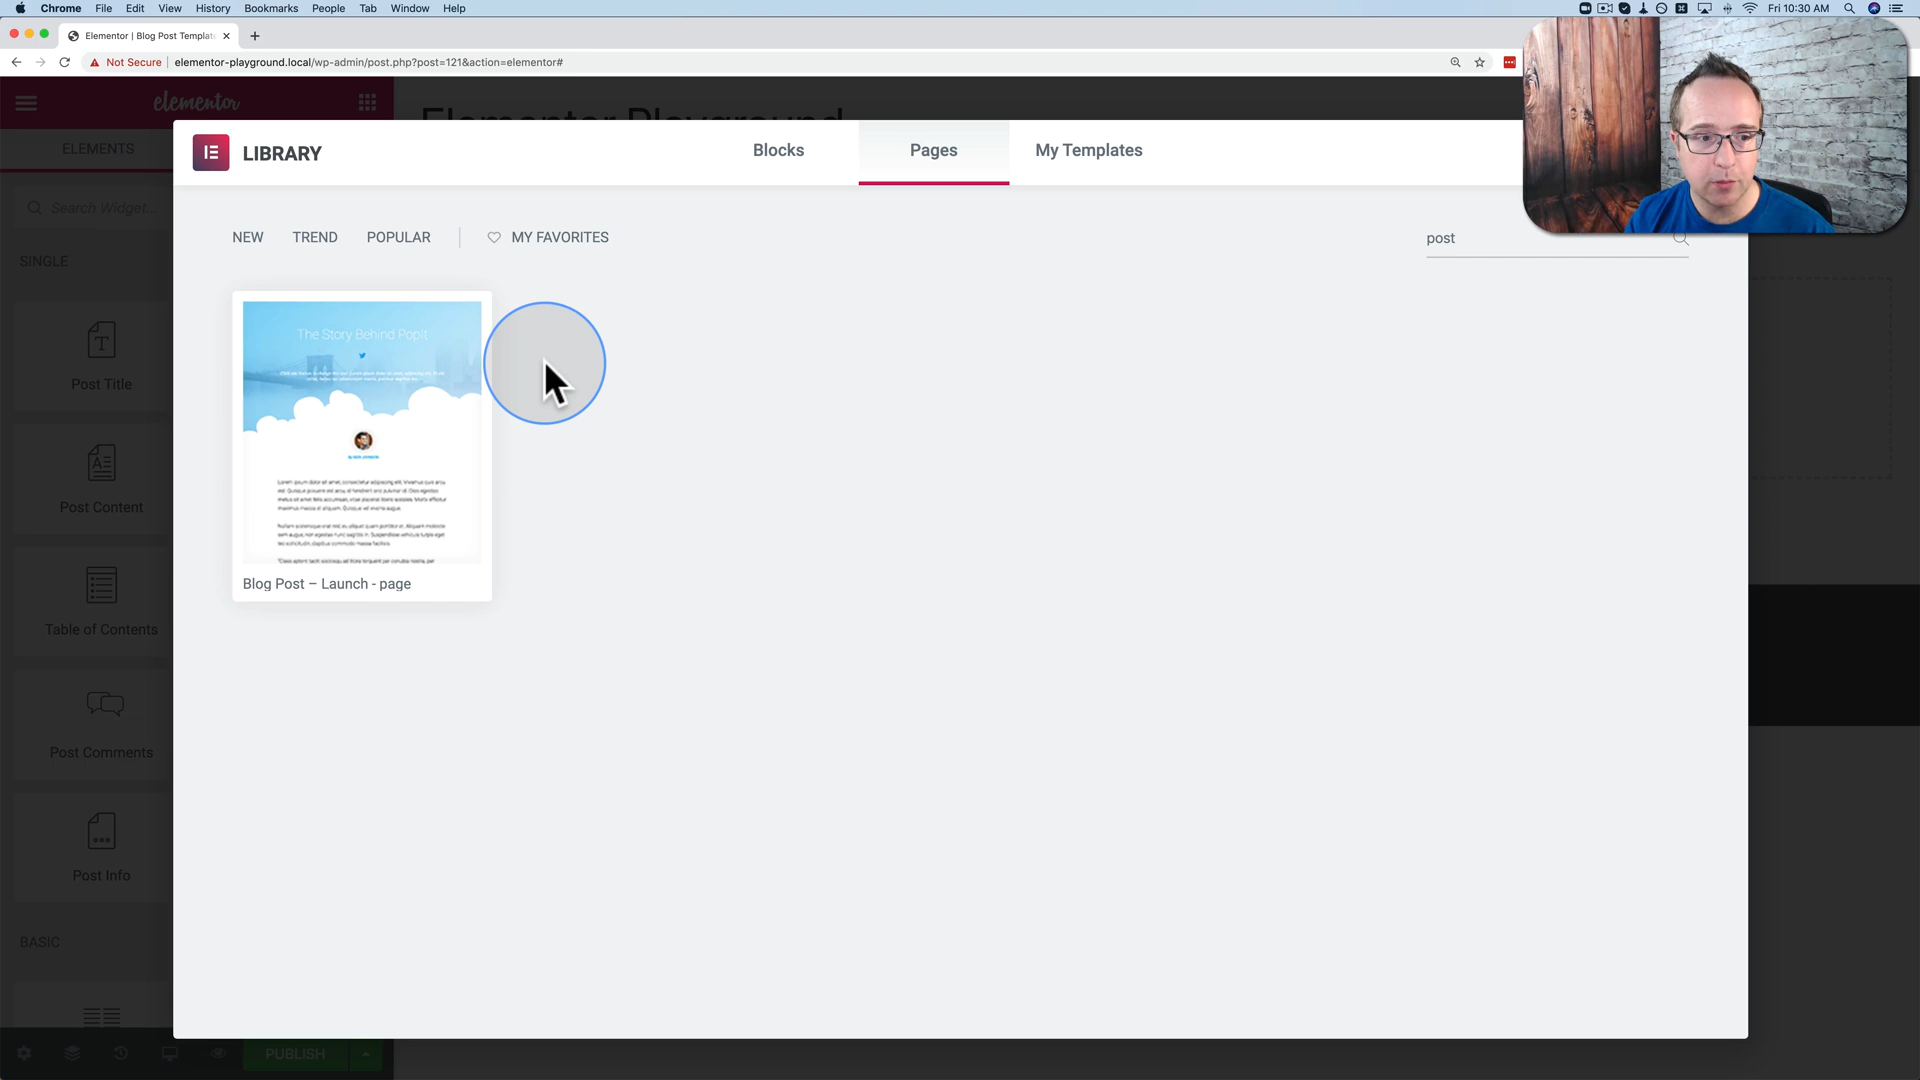 Chrome File Edit View History Bookmarks People Tab Window Help
Fri 10:30 AM
Elementor | Blog Post Templat
Not Secure
elementor-playground.local/wp-admin/post.php?post=121&action=elementor#
elementor
Elementor Playground
ELEMENTS
LIBRARY
Blocks
Pages
My Templates
Search Widget...
NEW
TREND
POPULAR
MY FAVORITES
post
SINGLE
Post Title
The Story Behind PopIt
Post Content
Blog Post – Launch - page
Table of Contents
Post Comments
Post Info
BASIC
PUBLISH